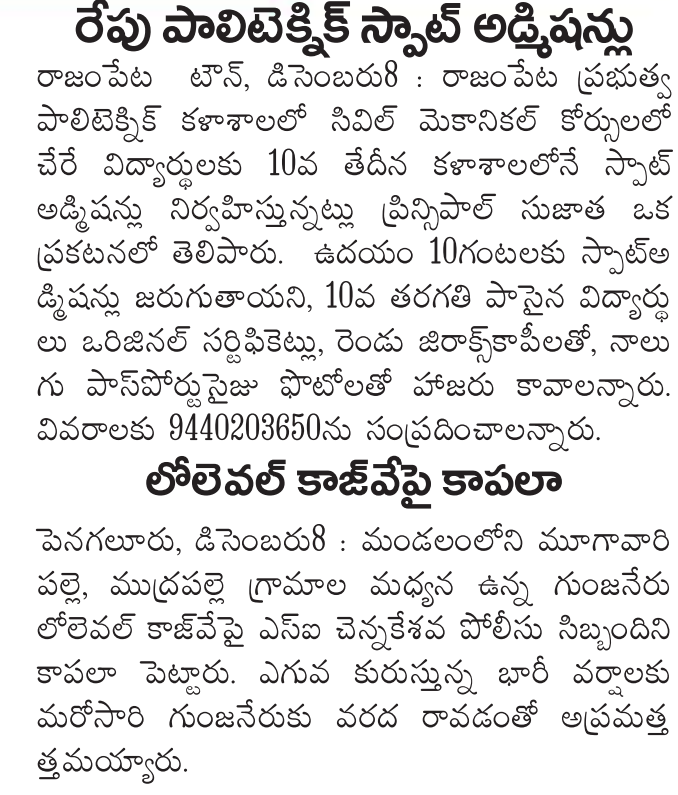 రేపు పాలిటెక్నిక్ స్పాట్ అడ్మిషన్లు
రాజంపేట టౌన్, డిసెంబరు8 : రాజంపేట ప్రభుత్వ
పాలిటెక్నిక్ కళాశాలలో సివిల్ మెకానికల్ కోర్సులలో
చేరే విద్యార్థులకు 10వ తేదీన కళాశాలలోనే స్పాట్
అడ్మిషన్లు నిర్వహిస్తున్నట్లు ప్రిన్సిపాల్ సుజాత ఒక
ప్రకటనలో తెలిపారు. ఉదయం 10గంటలకు స్పాట్అ
డ్మిషన్లు జరుగుతాయని, 10వ తరగతి పాసైన విద్యార్థు
లు ఒరిజినల్ సర్టిఫికెట్లు, రెండు జిరాక్స్​కాపీలతో, నాలు
గు పాస్​పోర్టుసైజు ఫొటోలతో హాజరు కావాలన్నారు.
వివరాలకు 9440203650ను సంప్రదించాలన్నారు.
లోలెవల్ కాజ్​వేపై కాపలా
పెనగలూరు, డిసెంబరు8 : మండలంలోని మూగావారి
పల్లె, ముద్రపల్లె గ్రామాల మధ్యన ఉన్న గుంజనేరు
లోలెవల్ కాజ్​వేపై ఎస్ఐ చెన్నకేశవ పోలీసు సిబ్బందిని
కాపలా పెట్టారు. ఎగువ కురుస్తున్న భారీ వర్షాలకు
మరోసారి గుంజనేరుకు వరద రావడంతో అప్రమత్త
త్తమయ్యారు.